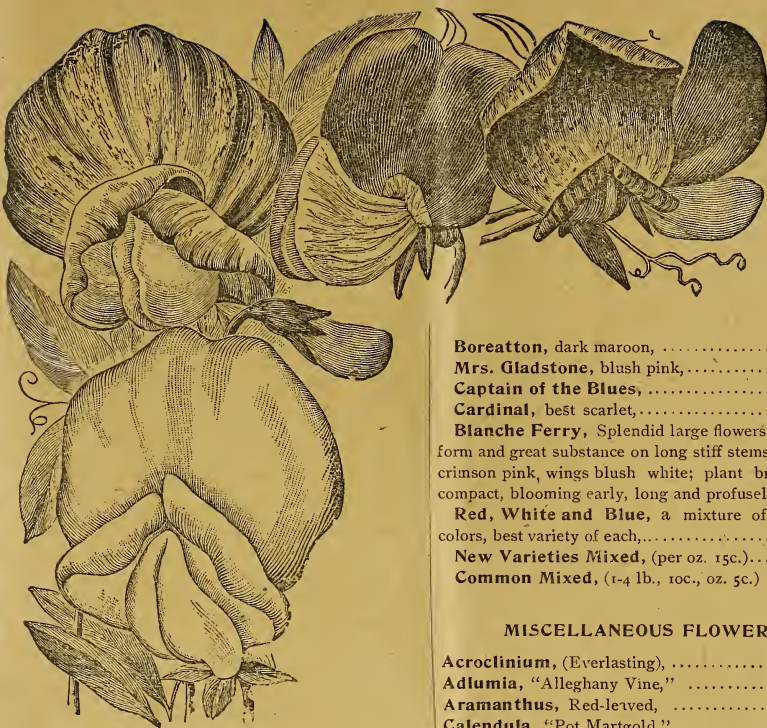 Boreatton, dark maroon, ..............
Mrs. Gladstone, blush pink, ..........
Captain of the Blues, ................
Cardinal, best scarlet, ..............
Blanche Ferry, Splendid large flowers
form and great substance on long stiff stems
crimson pink, wings blush white; plant
compact, blooming early, long and
Red, White and Blue, a mixture of
colors, best variety of each, ..............
New Varieties Mixed, (per oz. 15c.)...
Common Mixed, (1-4 lb., 10c., oz. 5c.)
MISCELLANEOUS FLOWER
Acroclinium, (Everlasting), ............
Adlumia, "Alleghany Vine," ..........
Aramanthus, Red-leaved, ............
Calendula, "Pot